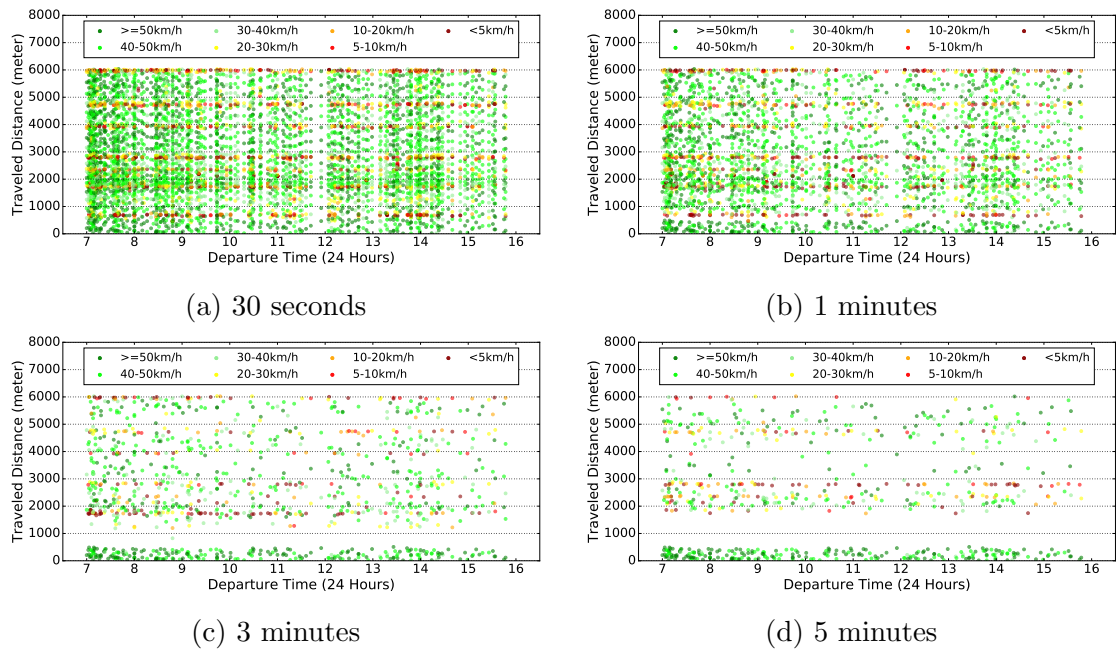 8000
7000
6000
5000
4000
3000
2000
1000
0
Traveled Distance (meter)
>=50km/h 30-40km/h 10-20km/h <5km/h
40-50km/h 20-30km/h 5-10km/h
7 8 9 10 11 12 13 14 15 16
Departure Time (24 Hours)
(a) 30 seconds
8000
7000
6000
5000
4000
3000
2000
1000
0
Traveled Distance (meter)
>=50km/h 30-40km/h 10-20km/h <5km/h
40-50km/h 20-30km/h 5-10km/h
7 8 9 10 11 12 13 14 15 16
Departure Time (24 Hours)
(b) 1 minutes
8000
7000
6000
5000
4000
3000
2000
1000
0
Traveled Distance (meter)
>=50km/h 30-40km/h 10-20km/h <5km/h
40-50km/h 20-30km/h 5-10km/h
7 8 9 10 11 12 13 14 15 16
Departure Time (24 Hours)
(c) 3 minutes
8000
7000
6000
5000
4000
3000
2000
1000
0
Traveled Distance (meter)
>=50km/h 30-40km/h 10-20km/h <5km/h
40-50km/h 20-30km/h 5-10km/h
7 8 9 10 11 12 13 14 15 16
Departure Time (24 Hours)
(d) 5 minutes